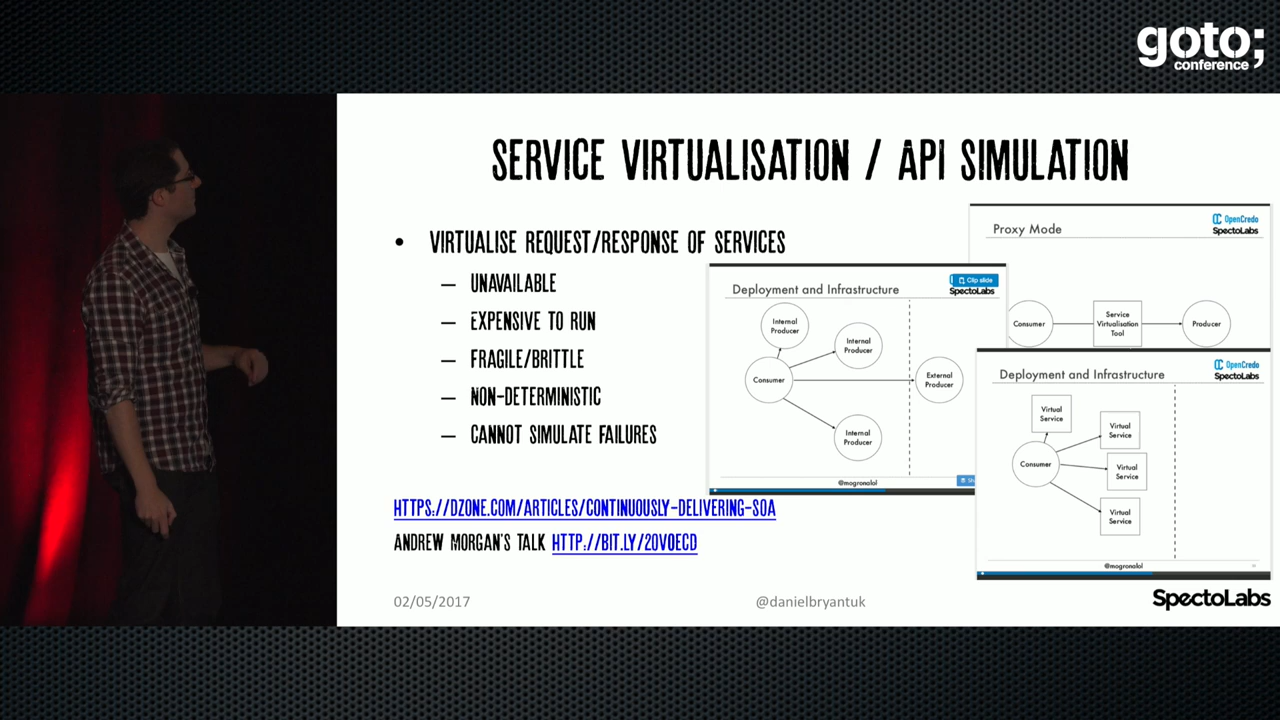 goto;
conference
SERVICE VIRTUALISATION / API SIMULATION
• VIRTUALISE REQUEST/RESPONSE OF SERVICES
— UNAVAILABLE
— EXPENSIVE TO RUN
— FRAGILE/BRITTLE
— NON-DETERMINISTIC
— CANNOT SIMULATE FAILURES
HTTPS://DZONE.COM/ARTICLES/CONTINUOUSLY-DELIVERING-SOA
ANDREW MORGAN'S TALK HTTP://BIT.LY/20VOECD
02/05/2017
@danielbryantuk
SpectoLabs
Proxy Mode
OpenCredo
SpectoLabs
Consumer
Service
Virtualisation
Tool
Producer
Deployment and Infrastructure
Clip slide
SpectoLabs
Internal
Producer
Internal
Producer
Consumer
External
Producer
Internal
Producer
@mogronalol
Deployment and Infrastructure
OpenCredo
SpectoLabs
Virtual
Service
Virtual
Service
Consumer
Virtual
Service
Virtual
Service
@mogronalol